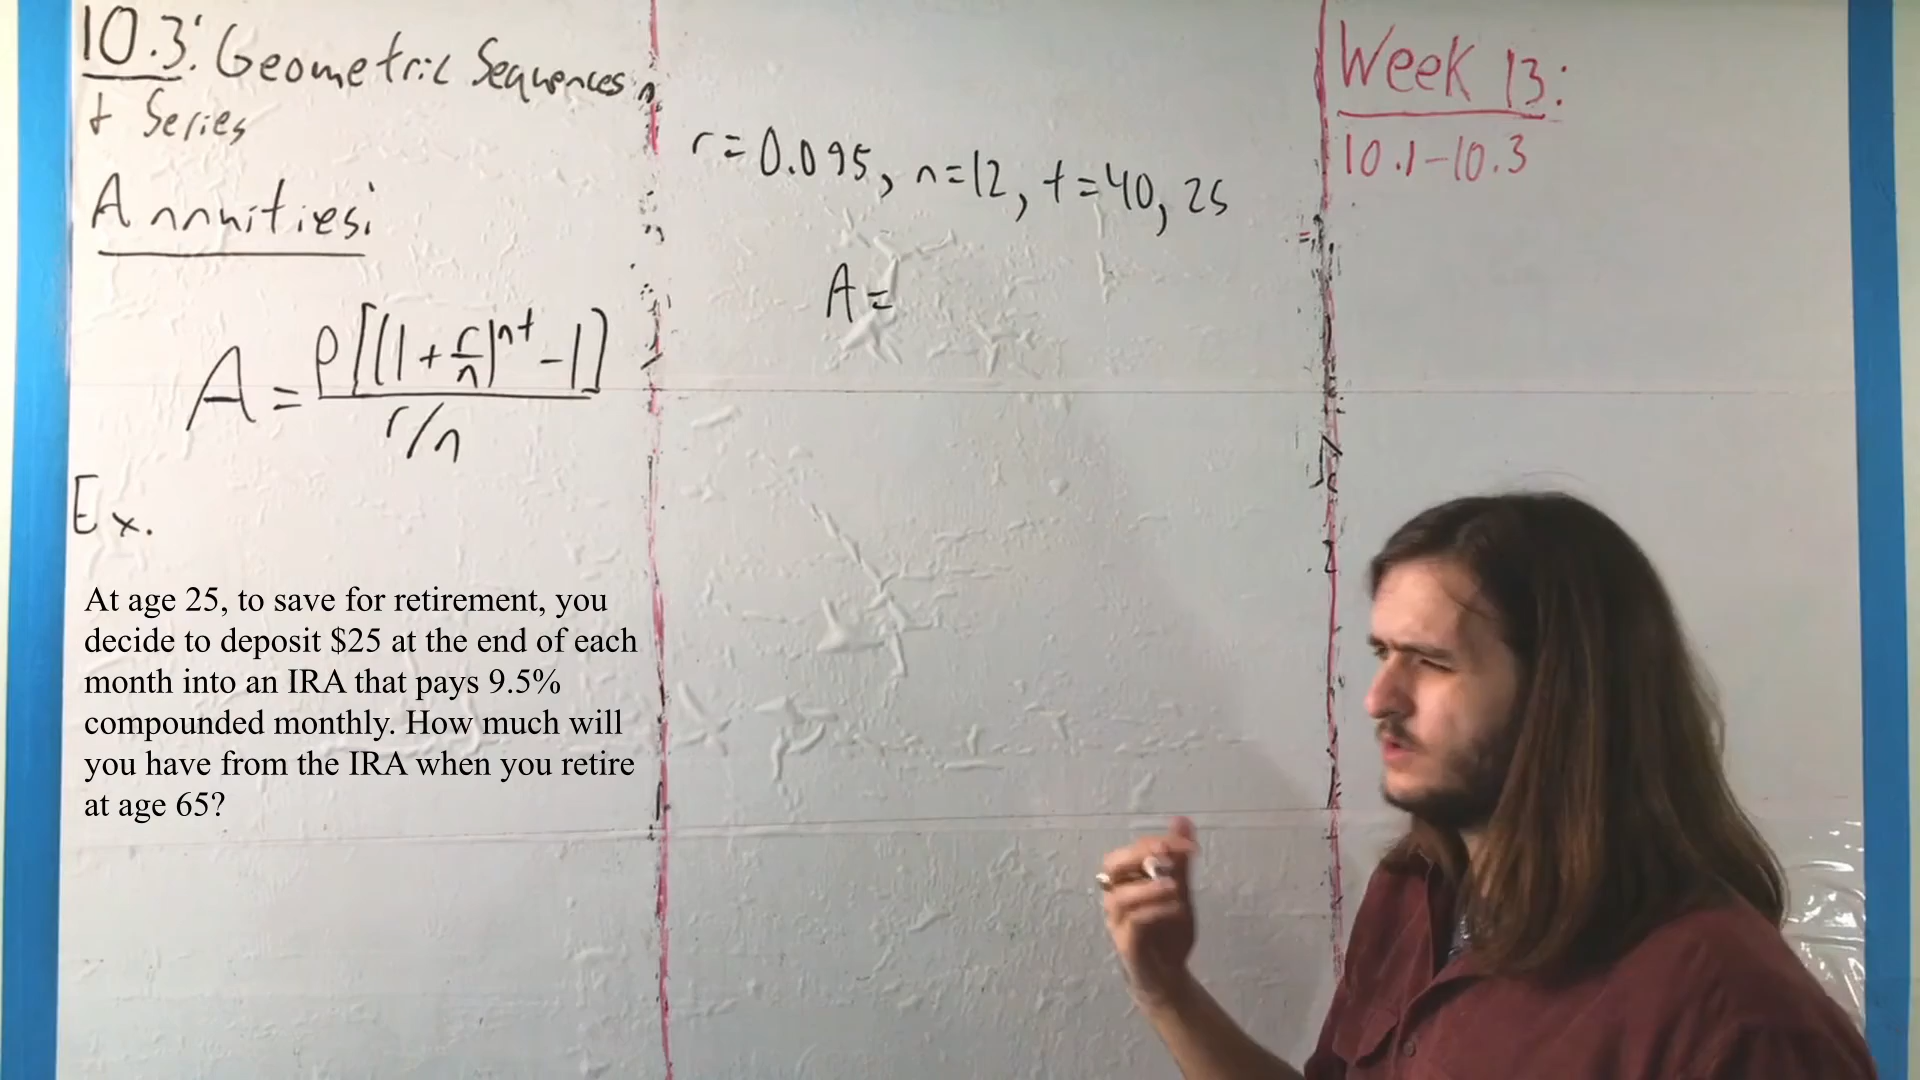 10.3: Geometric Sequences
+ Series
Annuities:
A = P[(1 + r/n)^nt - 1]
r/n
Ex.
At age 25, to save for retirement, you
decide to deposit $25 at the end of each
month into an IRA that pays 9.5%
compounded monthly. How much will
you have from the IRA when you retire
at age 65?
r=0.095, n=12, t=40, 25
A=
Week 13:
10.1-10.3